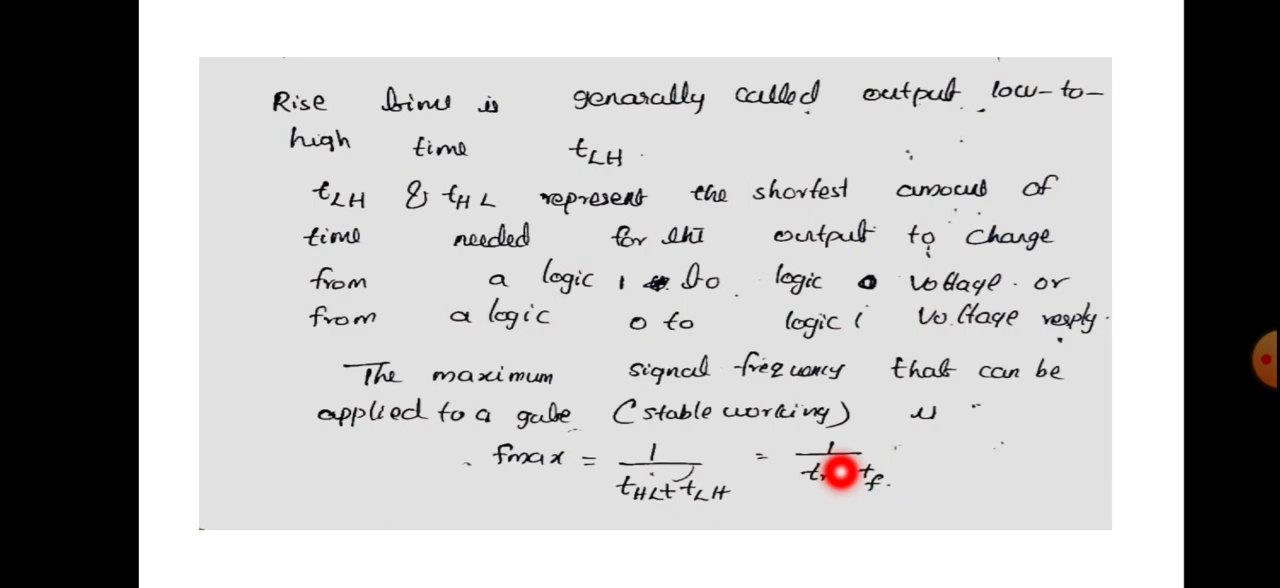 Rise time is genarally called output low-to-
high time tLH.
tLH & tHL represent the shortest amount of
time needed for the output to change
from a logic 1 to logic 0 voltage. or
from a logic 0 to logic 1 voltage resply.
The maximum signal frequency that can be
applied to a gate (stable working) is
fmax = 1/(tHL + tLH) = 1/(tr tf).